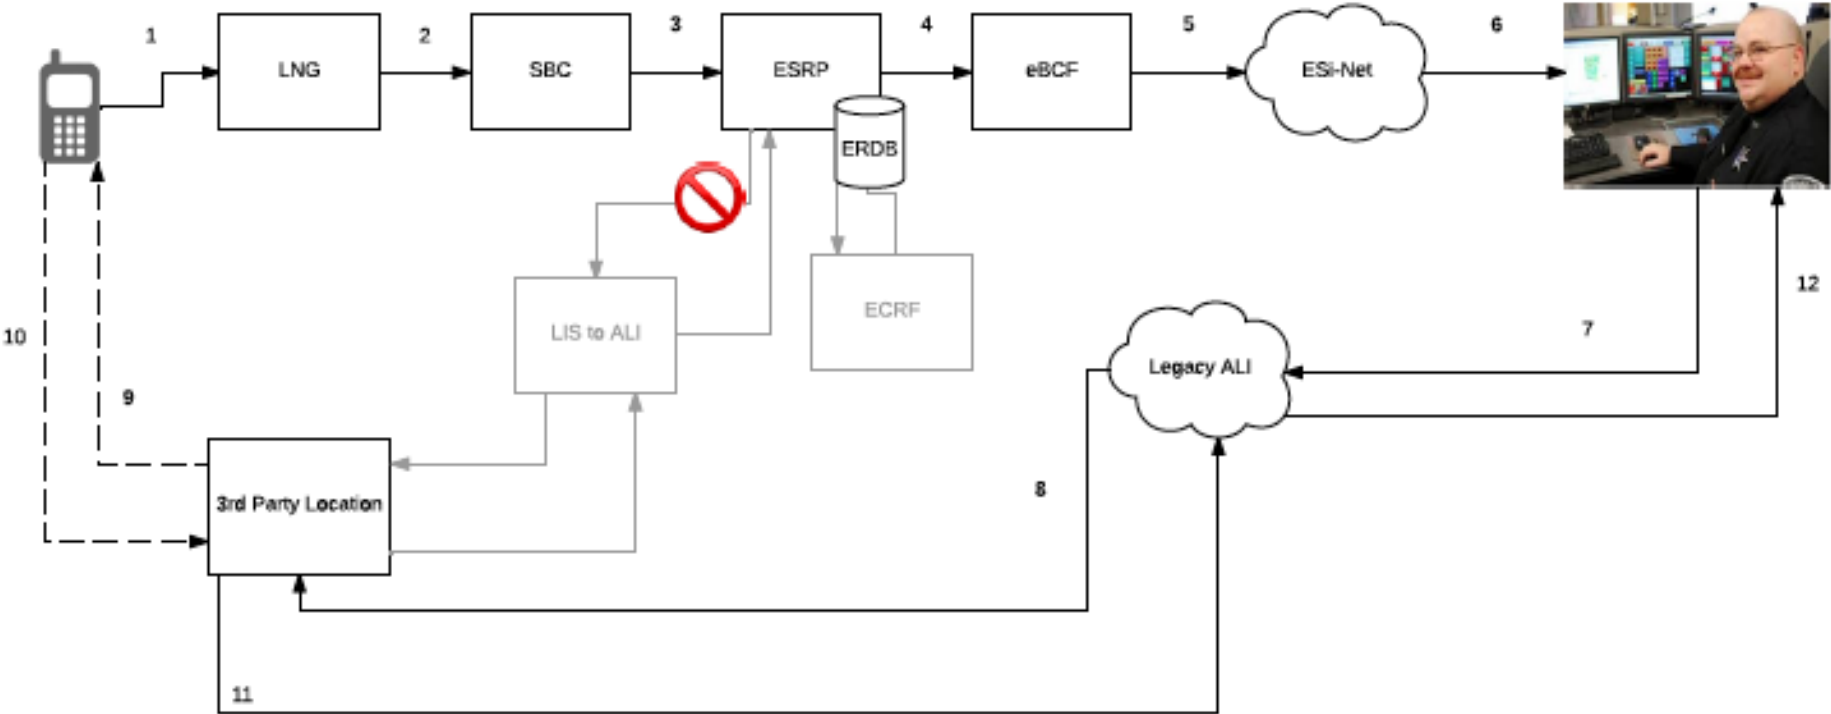 1
2
3
4
5
6
LNG
SBC
ESRP
eBCF
ESi-Net
ERDB
LIS to ALI
ECRF
Legacy ALI
7
12
10
9
3rd Party Location
8
11